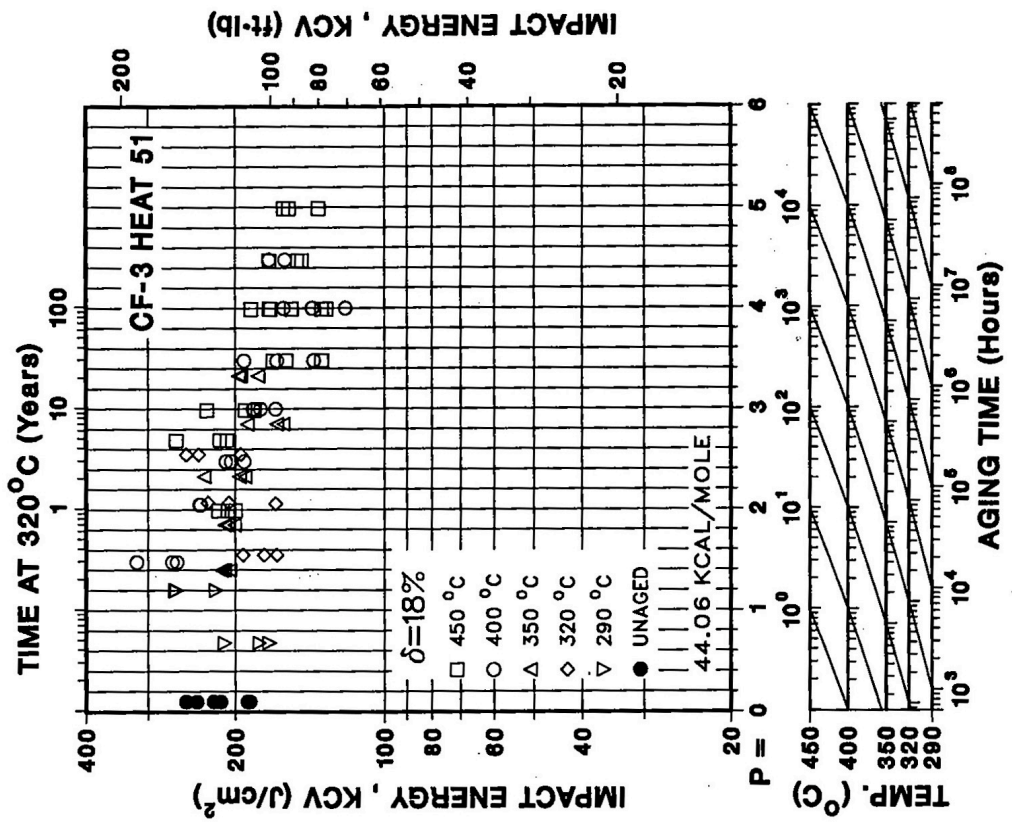 TIME AT 320°C (Years)
1 10 100
CF-3 HEAT 51
IMPACT ENERGY, KCV (J/cm²)
400
200
100
80
60
40
20
IMPACT ENERGY, KCV (ft·lb)
200
100
80
60
40
20
δ=18%
450 °C
400 °C
350 °C
320 °C
290 °C
UNAGED
44.06 KCAL/MOLE
P = 0 1 2 3 4 5 6
TEMP. (°C)
450
400
350
320
290
10⁰ 10¹ 10² 10³ 10⁴
10³ 10⁴ 10⁵ 10⁶ 10⁷ 10⁸
AGING TIME (Hours)